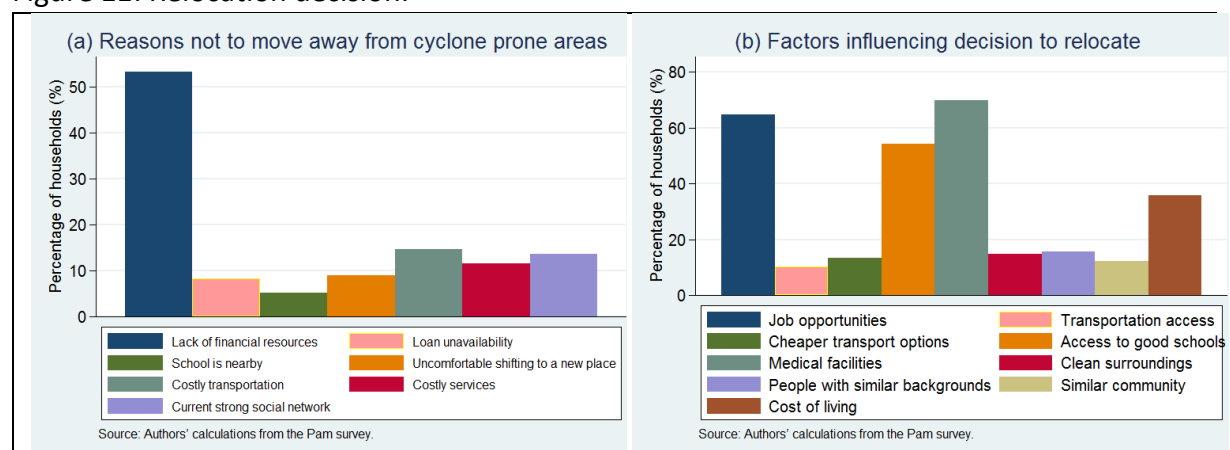 Figure Relocation decision.
(a) Reasons not to move away from cyclone prone areas
Percentage of households (%)
50
40
30
20
10
0
Lack of financial resources
Loan unavailability
School is nearby
Uncomfortable shifting to a new place
Costly transportation
Costly services
Current strong social network
Source: Authors' calculations from the Pam survey.
(b) Factors influencing decision to relocate
Percentage of households (%)
80
60
40
20
0
Job opportunities
Transportation access
Cheaper transport options
Access to good schools
Medical facilities
Clean surroundings
People with similar backgrounds
Similar community
Cost of living
Source: Authors' calculations from the Pam survey.